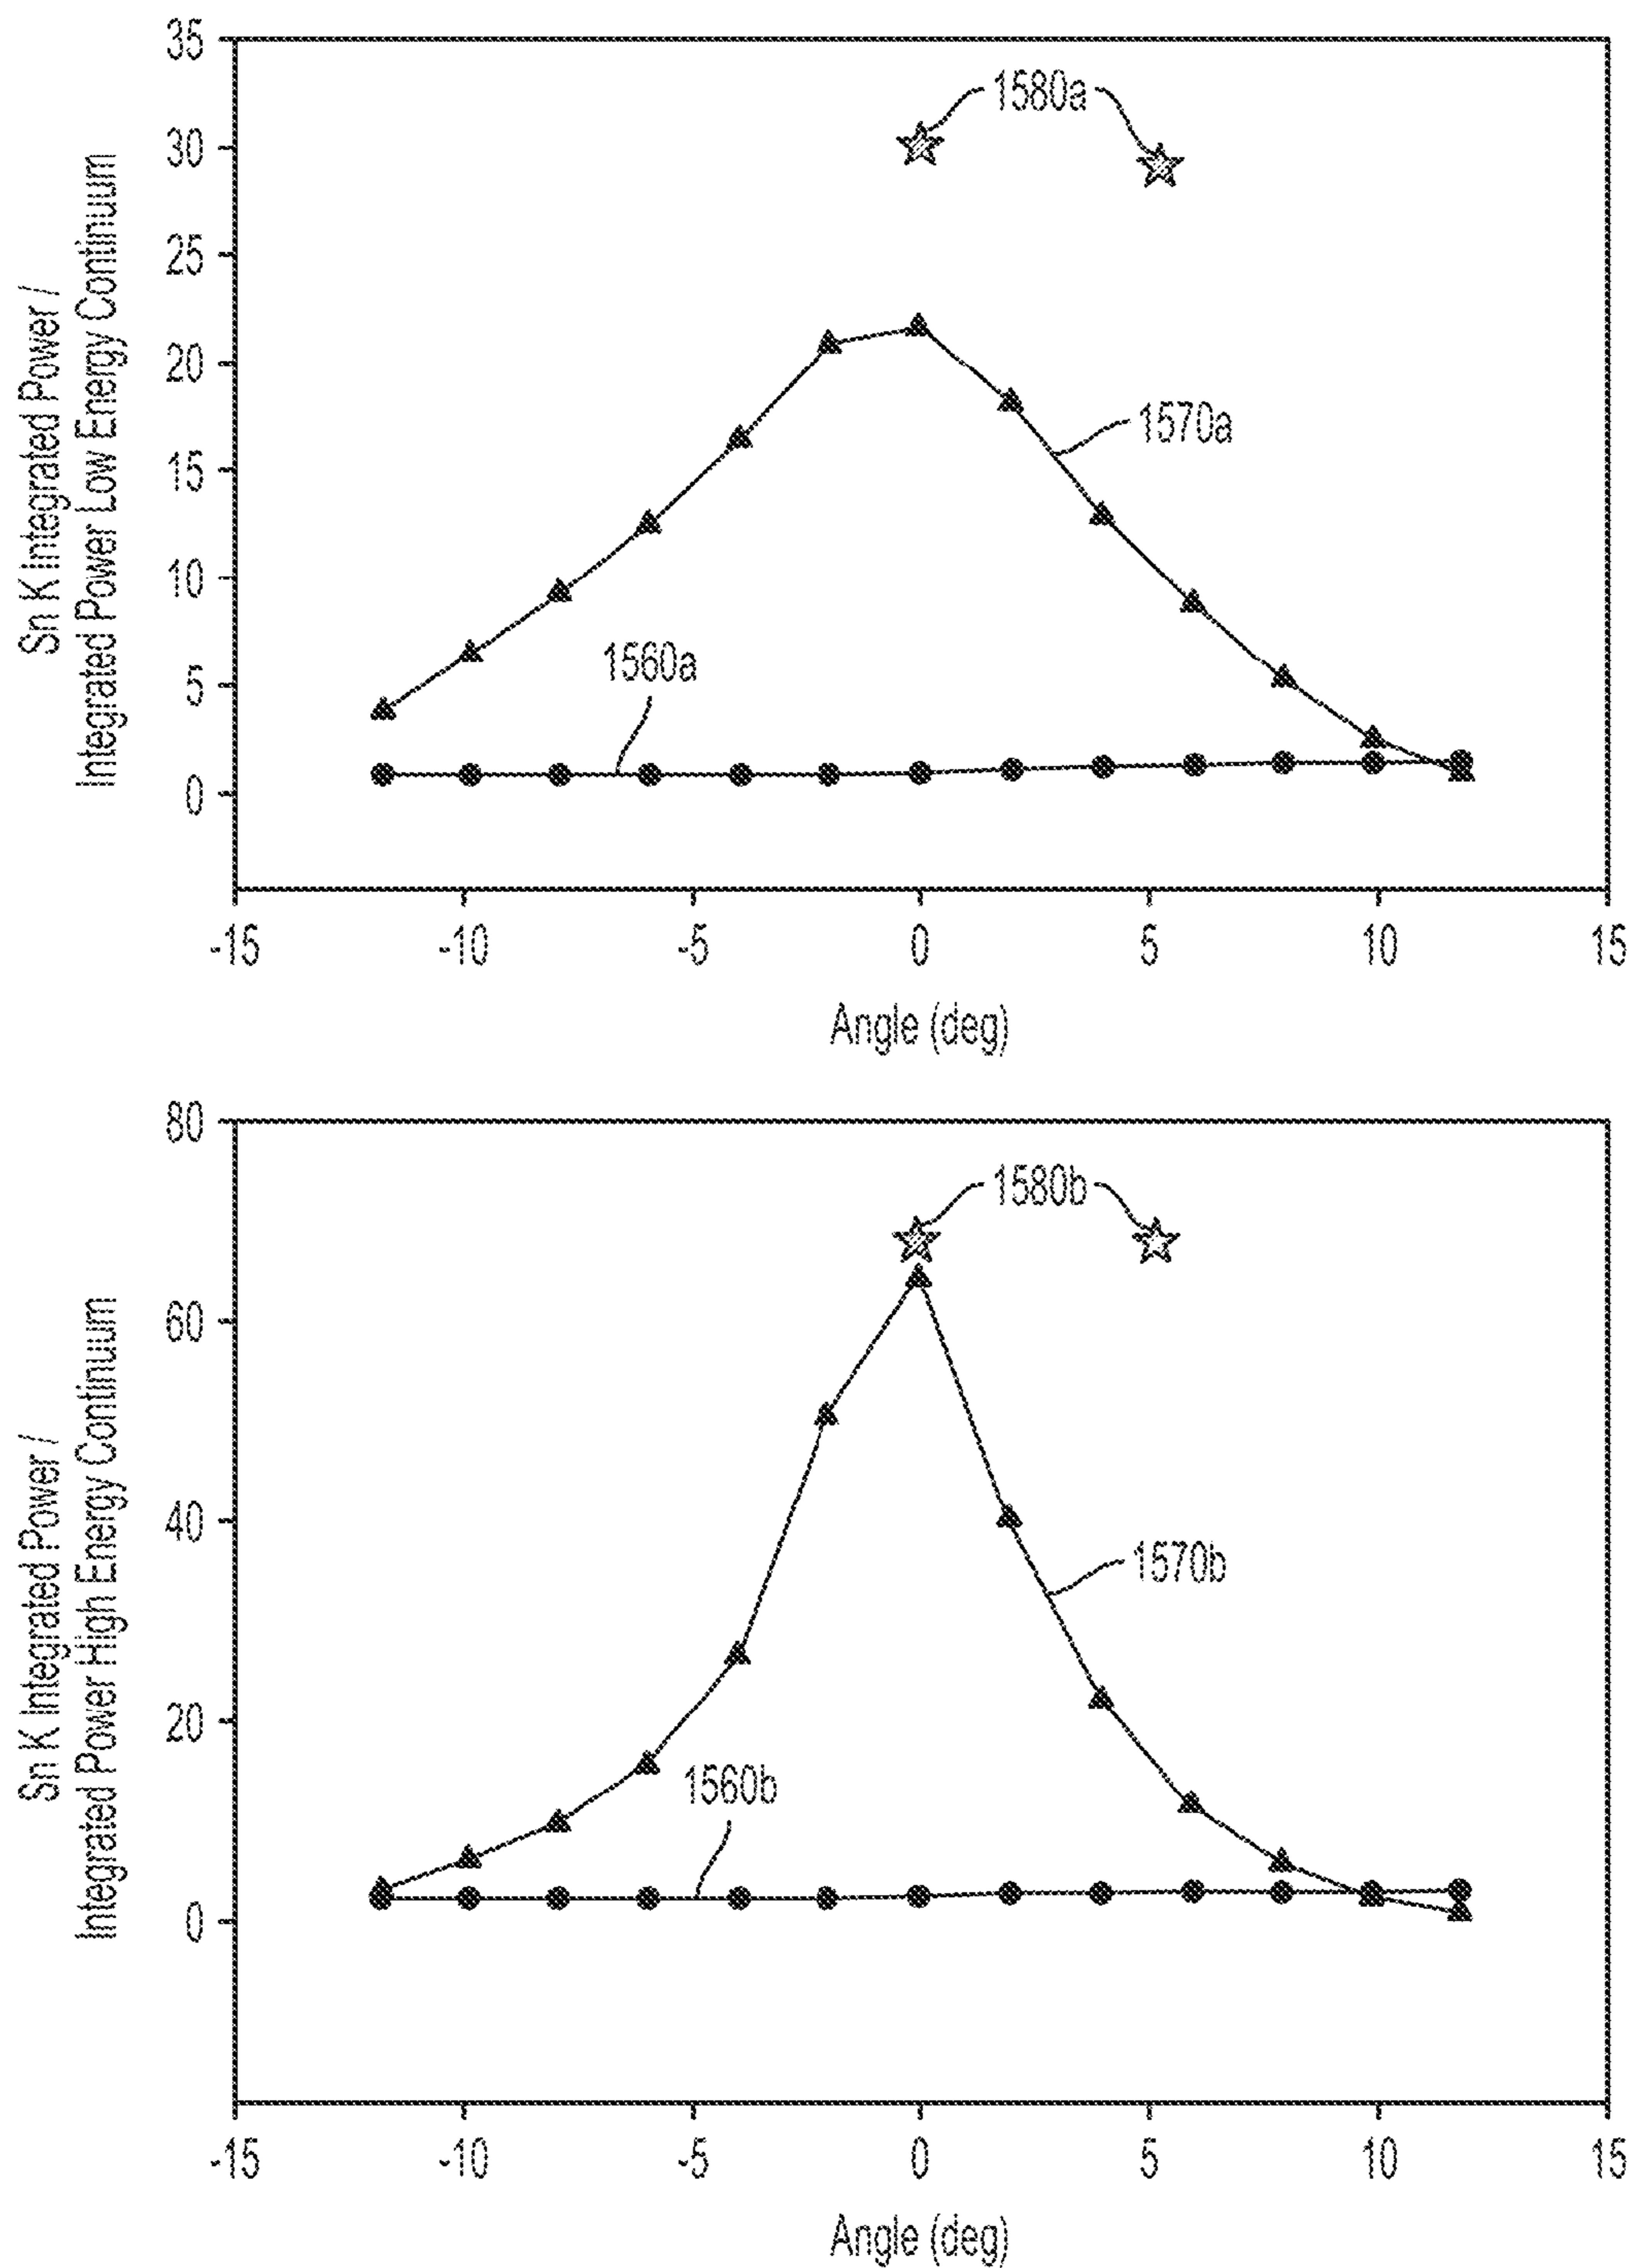 35
30
25
20
15
10
5
0
Sn K Integrated Power /
Integrated Power Low Energy Continuum
1580a
1570a
1560a
-15 -10 -5 0 5 10 15
Angle (deg)
80
60
40
20
0
Sn K Integrated Power /
Integrated Power High Energy Continuum
1580b
1570b
1560b
-15 -10 -5 0 5 10 15
Angle (deg)